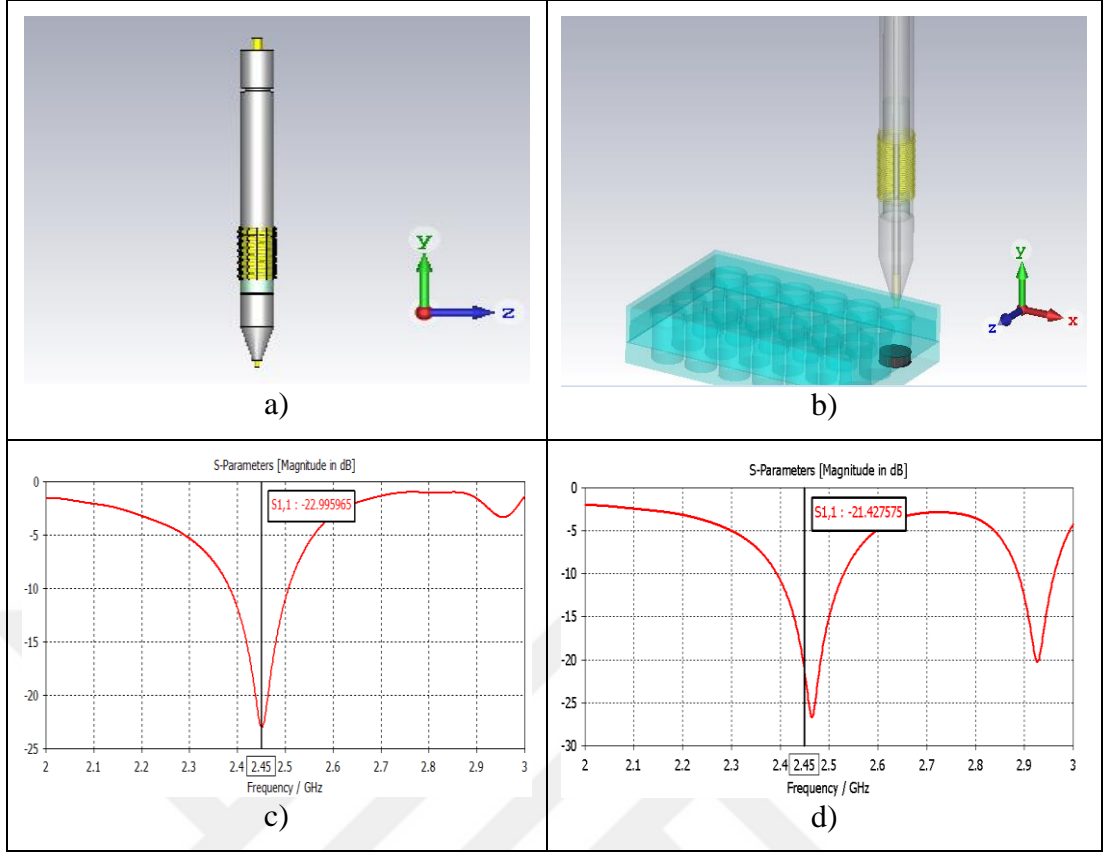 y
z
a)
y
z
x
b)
S-Parameters [Magnitude in dB]
S1,1 : -22.995965
0
-5
-10
-15
-20
-25
2 2.1 2.2 2.3 2.4 2.45 2.5 2.6 2.7 2.8 2.9 3
Frequency / GHz
c)
S-Parameters [Magnitude in dB]
S1,1 : -21.427575
0
-5
-10
-15
-20
-25
-30
2 2.1 2.2 2.3 2.4 2.45 2.5 2.6 2.7 2.8 2.9 3
Frequency / GHz
d)